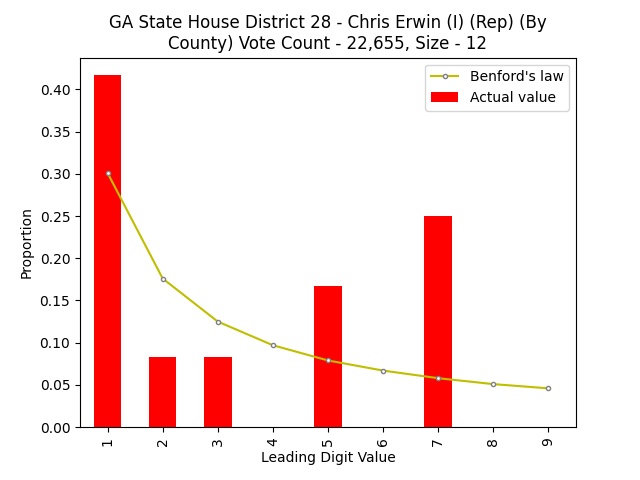 GA State House District 28 - Chris Erwin (I) (Rep) (By
County) Vote Count - 22,655, Size - 12
Benford's law
Actual value
0.40
0.35
0.30
0.25
0.20
0.15
0.10
0.05
0.00
Proportion
1 2 3 4 5 6 7 8 9
Leading Digit Value